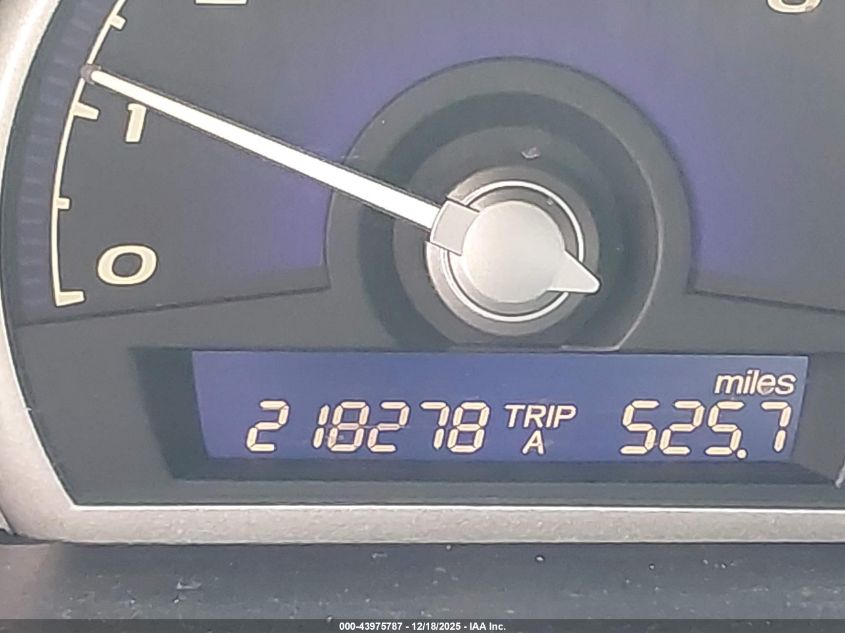 1
0
miles
218278 TRIP A 525.7
000-43975787 - 12/18/2025 - IAA Inc.